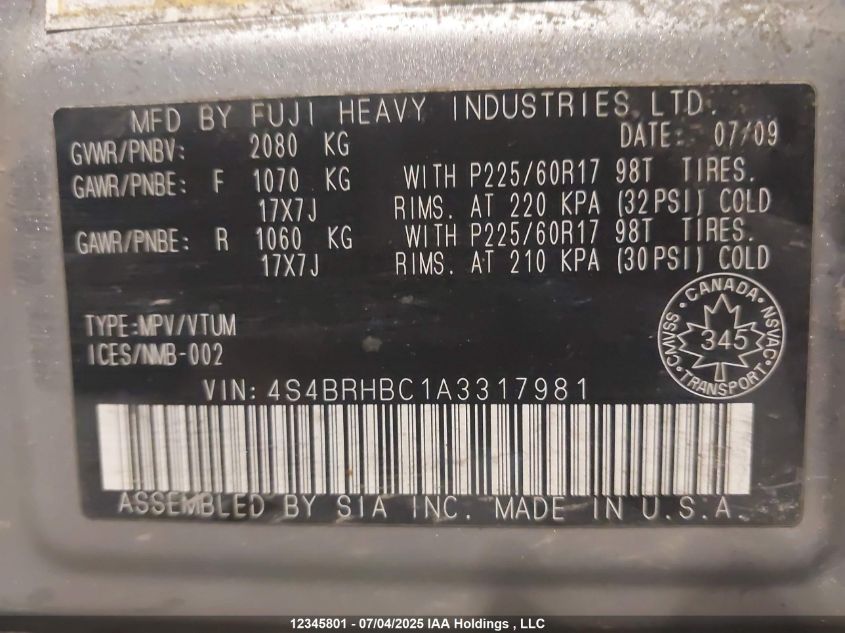 MFD BY FUJI HEAVY INDUSTRIES LTD.
GVWR/PNBV: 2080 KG DATE: 07/09
GAWR/PNBE: F 1070 KG WITH P225/60R17 98T TIRES.
17X7J RIMS. AT 220 KPA (32PSI) COLD
GAWR/PNBE: R 1060 KG WITH P225/60R17 98T TIRES.
17X7J RIMS. AT 210 KPA (30PSI) COLD
TYPE:MPV/VTUM
ICES/NMB-002
· CANADA · NSVAC · TRANSPORT · CMVSS
345
VIN: 4S4BRHBC1A3317981
ASSEMBLED BY SIA INC. MADE IN U.S.A.
12345801 - 07/04/2025 IAA Holdings , LLC